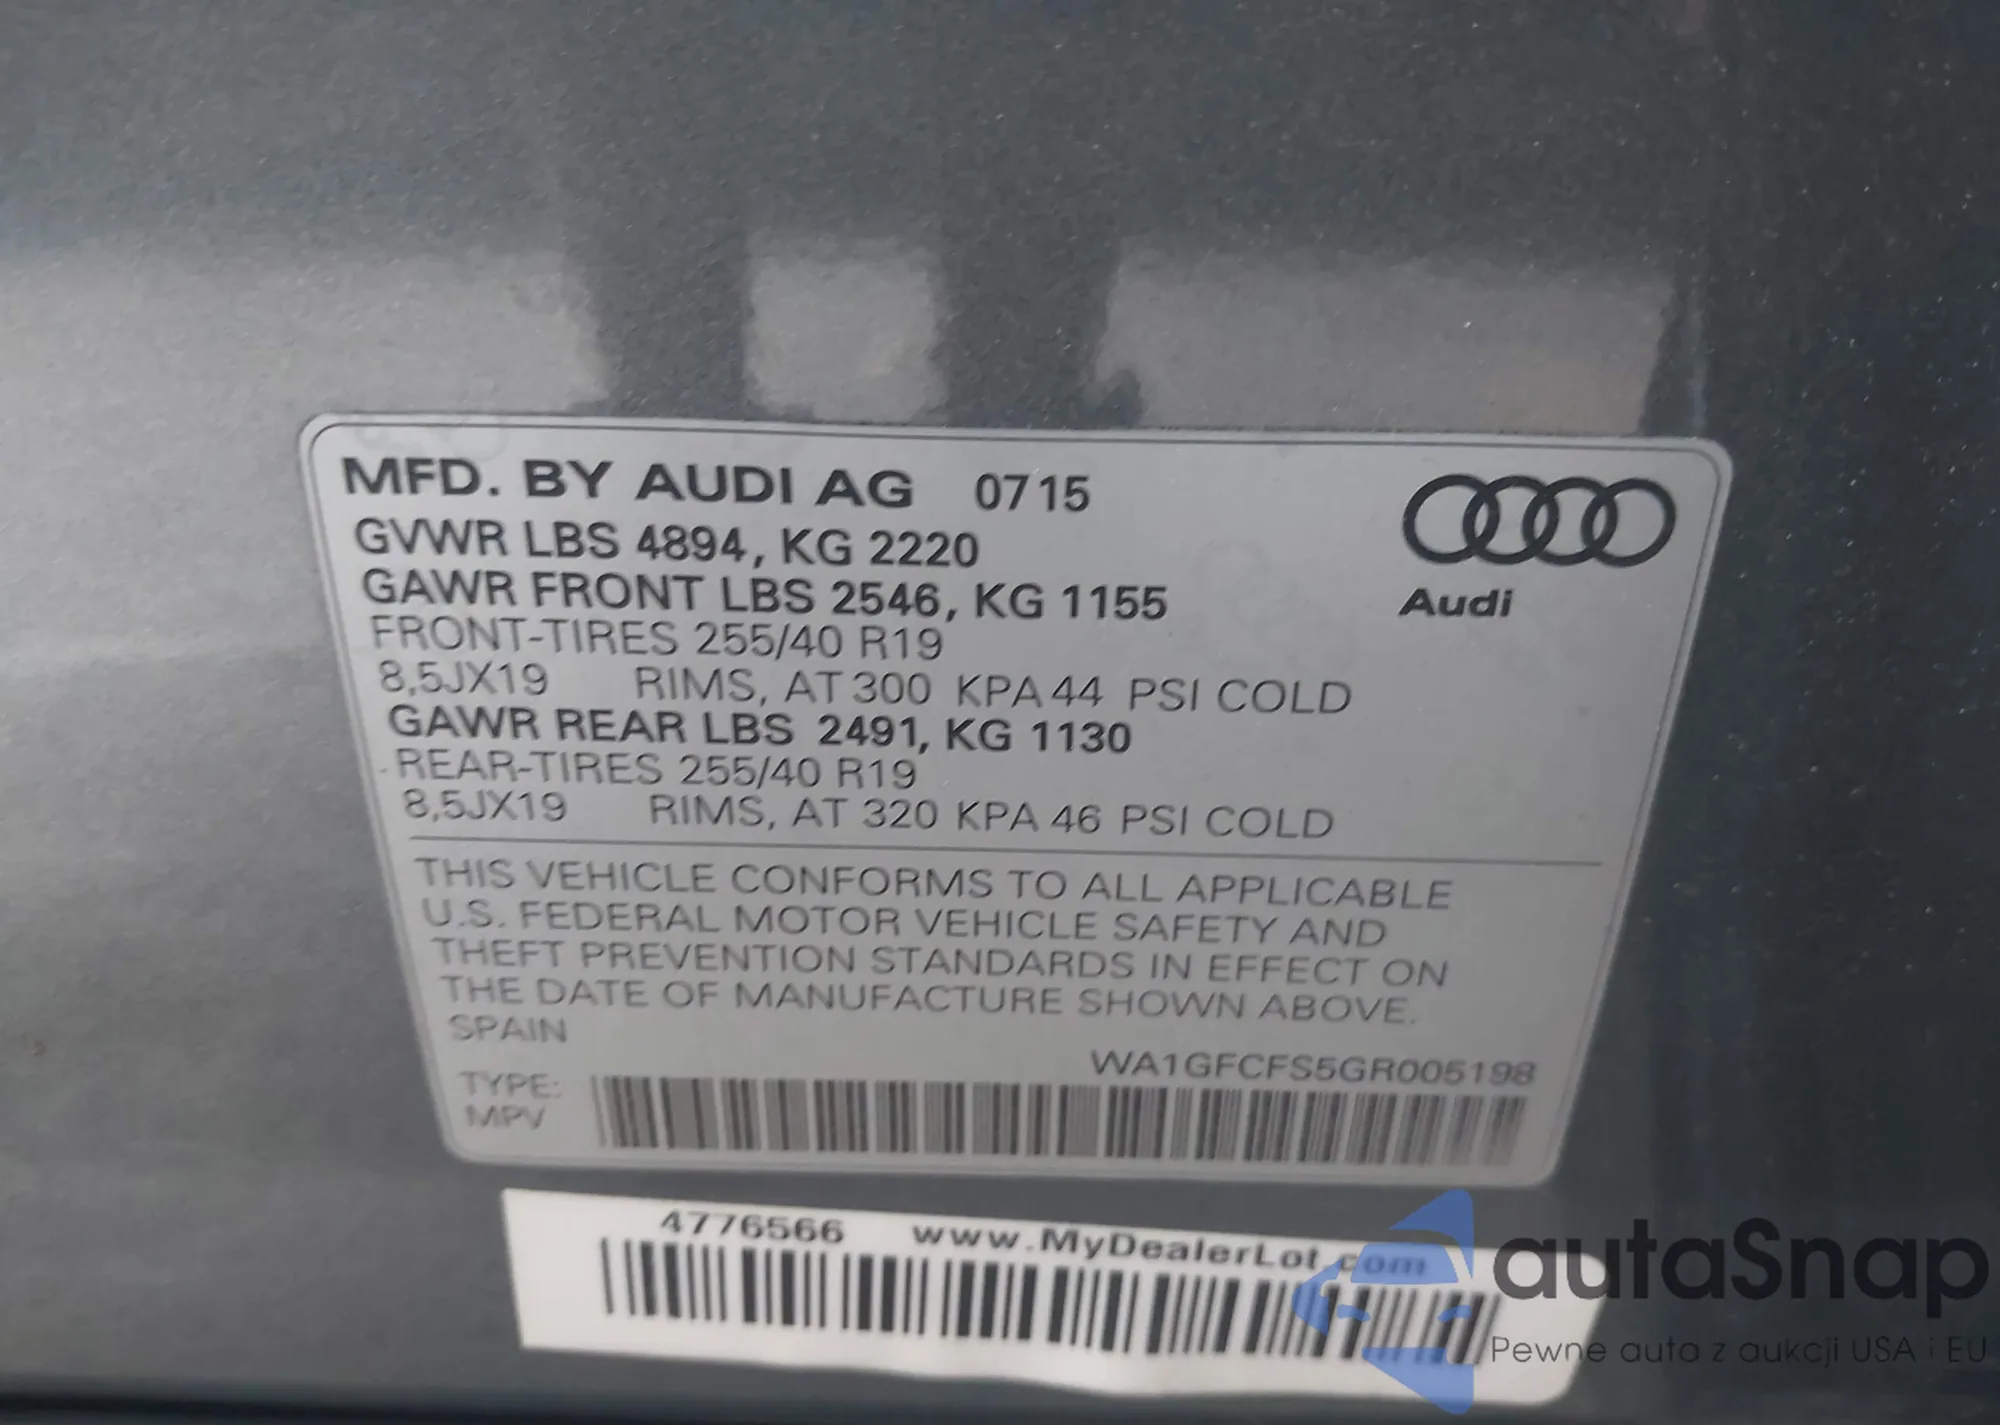 MFD. BY AUDI AG 0715
GVWR LBS 4894, KG 2220
GAWR FRONT LBS 2546, KG 1155
FRONT-TIRES 255/40 R19
8,5JX19 RIMS, AT 300 KPA 44 PSI COLD
GAWR REAR LBS 2491, KG 1130
REAR-TIRES 255/40 R19
8,5JX19 RIMS, AT 320 KPA 46 PSI COLD
Audi
THIS VEHICLE CONFORMS TO ALL APPLICABLE
U.S. FEDERAL MOTOR VEHICLE SAFETY AND
THEFT PREVENTION STANDARDS IN EFFECT ON
THE DATE OF MANUFACTURE SHOWN ABOVE.
SPAIN
WA1GFCFS5GR005198
TYPE:
MPV
4776566 www.MyDealerLot.com
autaSnap
Pewne auta z aukcji USA i EU